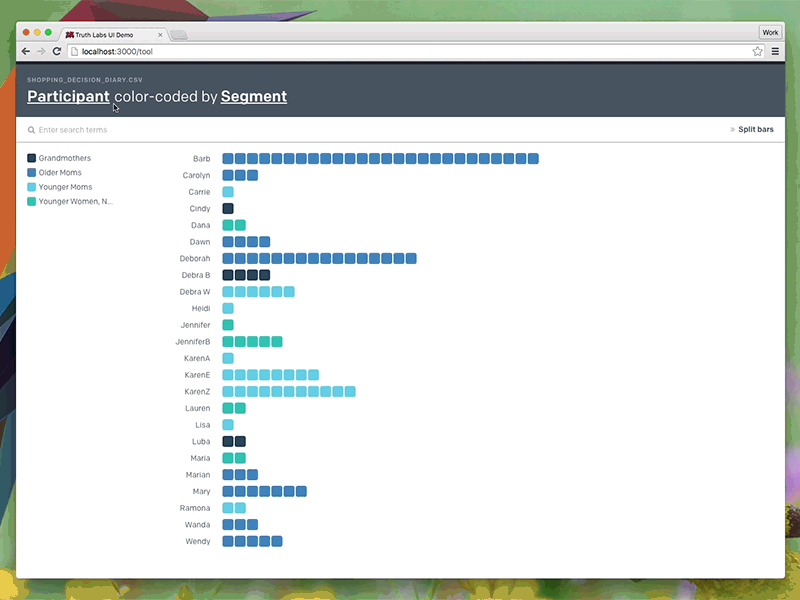 Truth Labs UI Demo
Work
localhost:3000/tool
SHOPPING_DECISION_DIARY.CSV
Participant color-coded by Segment
Enter search terms
» Split bars
Grandmothers
Older Moms
Younger Moms
Younger Women, N...
Barb
Carolyn
Carrie
Cindy
Dana
Dawn
Deborah
Debra B
Debra W
Heidi
Jennifer
JenniferB
KarenA
KarenE
KarenZ
Lauren
Lisa
Luba
Maria
Marian
Mary
Ramona
Wanda
Wendy